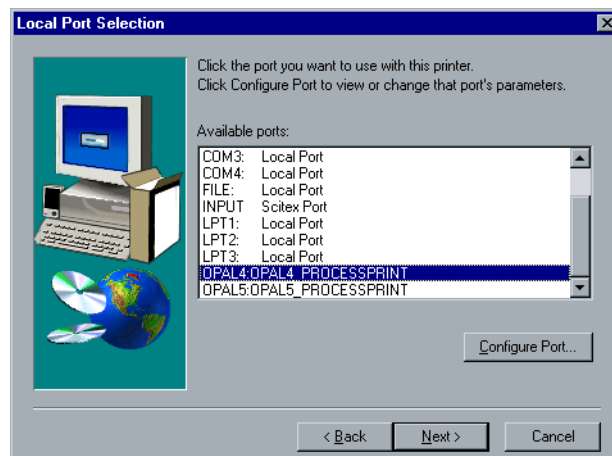 Local Port Selection
Click the port you want to use with this printer.
Click Configure Port to view or change that port's parameters.
Available ports:
COM3: Local Port
COM4: Local Port
FILE: Local Port
INPUT Scitex Port
LPT1: Local Port
LPT2: Local Port
LPT3: Local Port
OPAL4:OPAL4_PROCESSPRINT
OPAL5:OPAL5_PROCESSPRINT
Configure Port...
< Back
Next >
Cancel